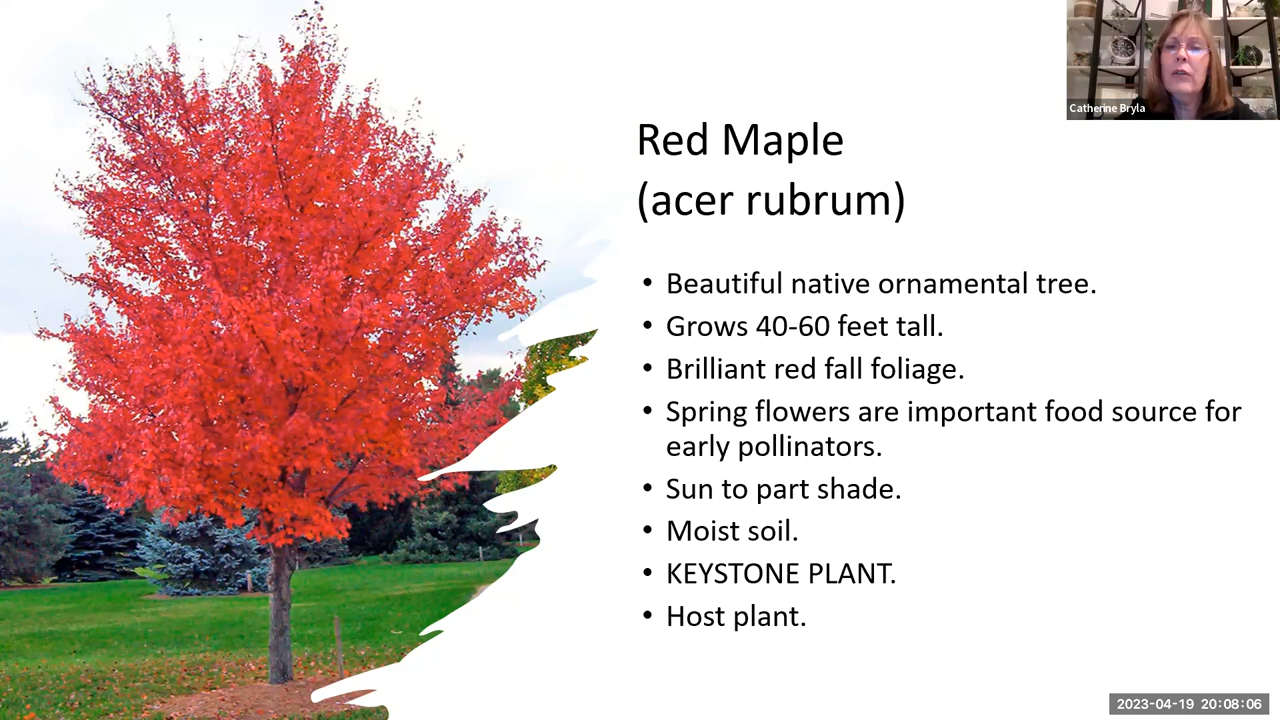 Catherine Bryla
Red Maple
(acer rubrum)
• Beautiful native ornamental tree.
• Grows 40-60 feet tall.
• Brilliant red fall foliage.
• Spring flowers are important food source for
early pollinators.
• Sun to part shade.
• Moist soil.
• KEYSTONE PLANT.
• Host plant.
2023-04-19 20:08:06